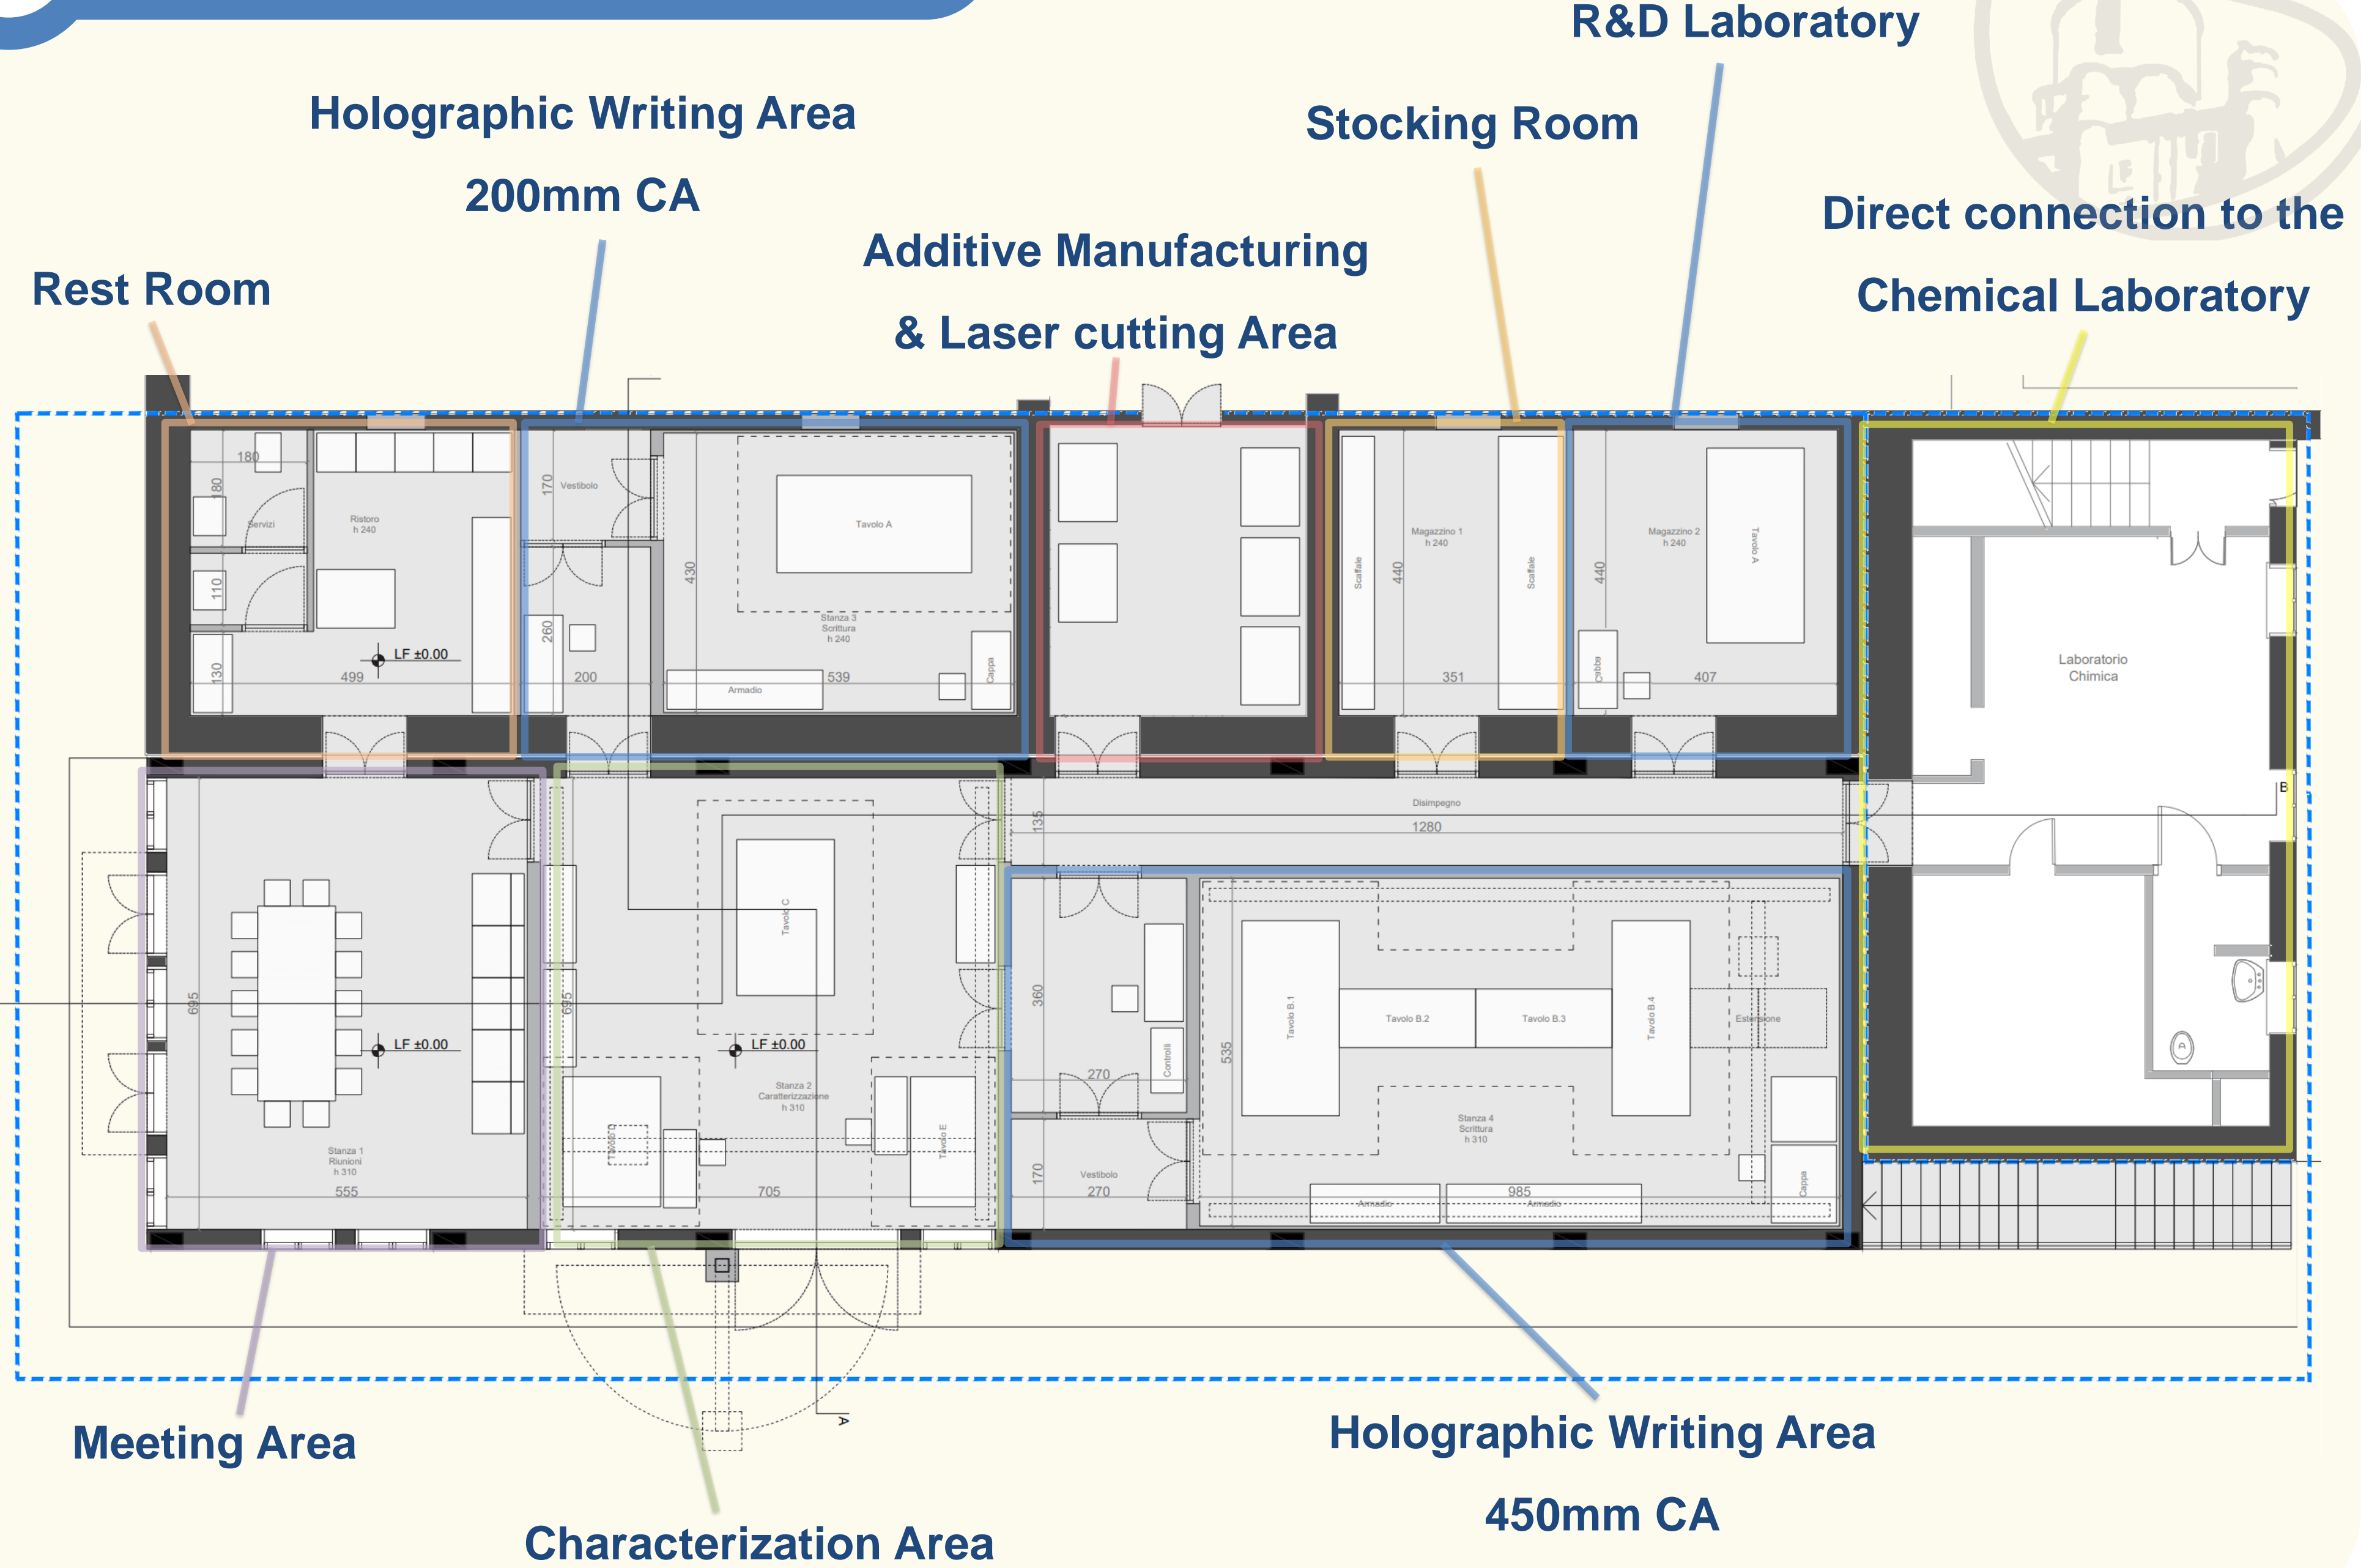 R&D Laboratory
Holographic Writing Area
200mm CA
Stocking Room
Direct connection to the
Chemical Laboratory
Additive Manufacturing
& Laser cutting Area
Rest Room
180
180
Servizi
110
130
Ristoro
h 240
LF ±0.00
499
170
Vestibolo
260
200
430
Tavolo A
Stanza 3
Scrittura
h 240
Armadio
539
Cappa
Scaffale
Magazzino 1
h 240
440
351
Scaffale
Magazzino 2
h 240
440
Tavolo A
Cappa
407
Laboratorio
Chimica
B
Disimpegno
135
1280
695
LF ±0.00
Stanza 1
Riunioni
h 310
555
695
Tavolo C
LF ±0.00
Stanza 2
Caratterizzazione
h 310
Tavolo D
Tavolo E
705
360
270
Controlli
170
Vestibolo
270
535
Tavolo B.1
Tavolo B.2
Tavolo B.3
Tavolo B.4
Estensione
Stanza 4
Scrittura
h 310
985
Armadio
Armadio
Cappa
A
Meeting Area
Characterization Area
Holographic Writing Area
450mm CA